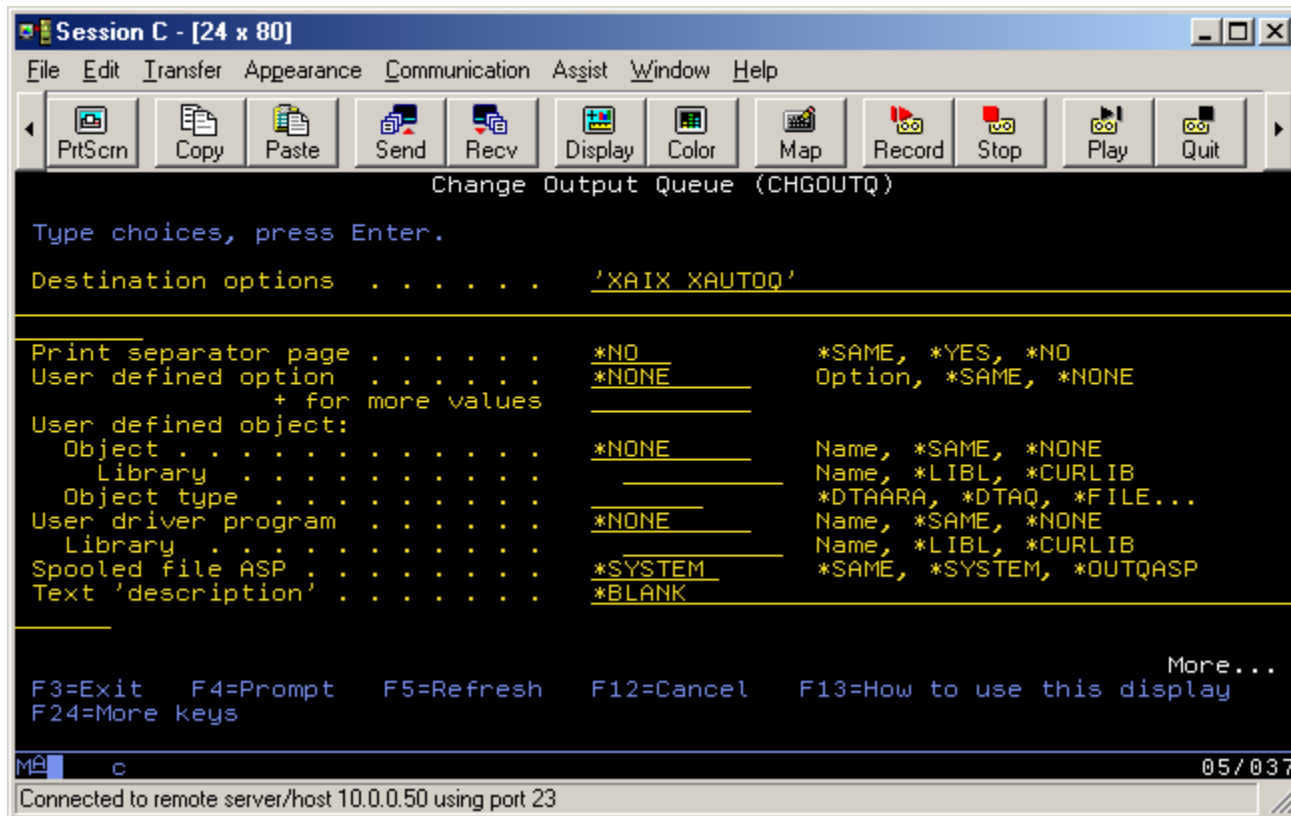 Session C - [24 x 80]
File Edit Transfer Appearance Communication Assist Window Help
PrtScrn Copy Paste Send Recv Display Color Map Record Stop Play Quit
Change Output Queue (CHGOUTQ)
Type choices, press Enter.
Destination options . . . . . . 'XAIX XAUTOQ'
Print separator page . . . . . . *NO *SAME, *YES, *NO
User defined option . . . . . . *NONE Option, *SAME, *NONE
+ for more values
User defined object:
Object . . . . . . . . . . . . *NONE Name, *SAME, *NONE
Library . . . . . . . . . . Name, *LIBL, *CURLIB
Object type . . . . . . . . . *DTAARA, *DTAQ, *FILE...
User driver program . . . . . . *NONE Name, *SAME, *NONE
Library . . . . . . . . . . . Name, *LIBL, *CURLIB
Spooled file ASP . . . . . . . . *SYSTEM *SAME, *SYSTEM, *OUTQASP
Text 'description' . . . . . . . *BLANK
More...
F3=Exit F4=Prompt F5=Refresh F12=Cancel F13=How to use this display
F24=More keys
MA c 05/037
Connected to remote server/host 10.0.0.50 using port 23